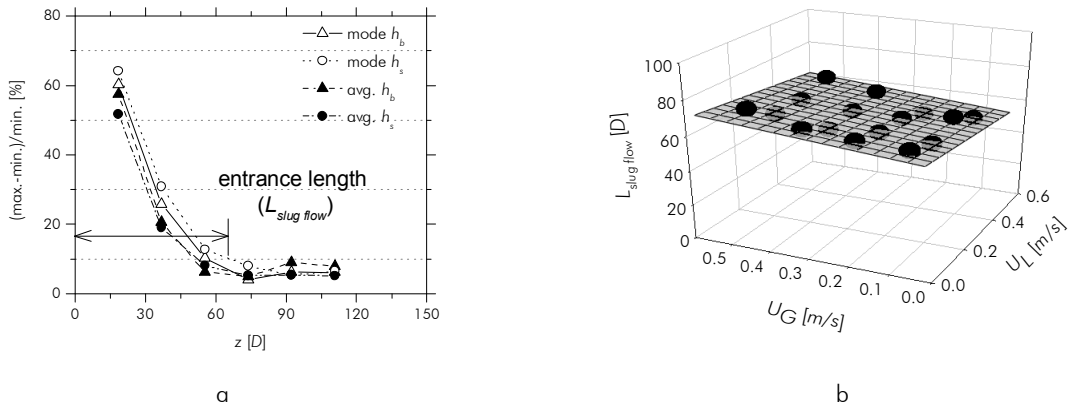 80
60
40
20
0
(max.-min.)/min. [%]
mode h_b
mode h_s
avg. h_b
avg. h_s
entrance length
(L_slug flow)
0 30 60 90 120 150
z [D]
a
100
80
60
40
20
0
L_slug flow [D]
0.5 0.4 0.3 0.2 0.1 0.0
U_G [m/s]
0.0
0.2
0.4
0.6
U_L [m/s]
b